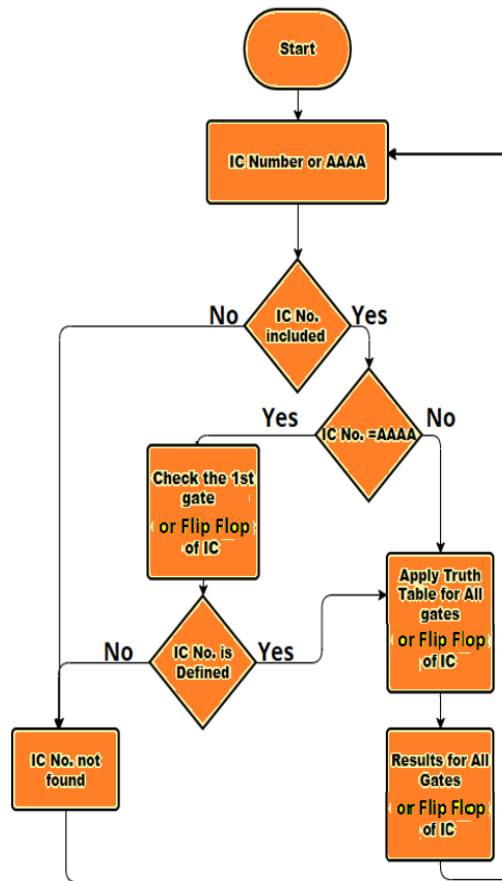 Start
IC Number or AAAA
No
IC No.
included
Yes
Yes
IC No. =AAAA
No
Check the 1st
gate
or Flip Flop
of IC
Apply Truth
Table for All
gates
or Flip Flop
of IC
No
IC No. is
Defined
Yes
IC No. not
found
Results for All
Gates
or Flip Flop
of IC